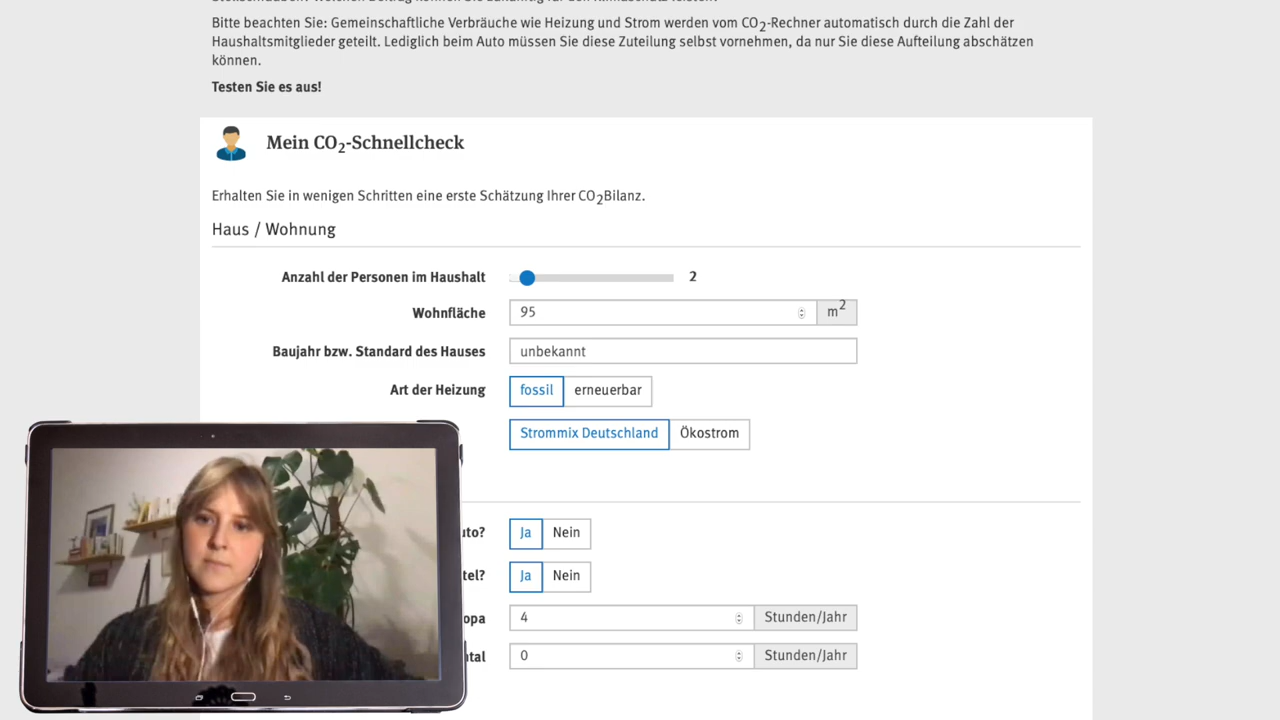 Bitte beachten Sie: Gemeinschaftliche Verbräuche wie Heizung und Strom werden vom CO2-Rechner automatisch durch die Zahl der
Haushaltsmitglieder geteilt. Lediglich beim Auto müssen Sie diese Zuteilung selbst vornehmen, da nur Sie diese Aufteilung abschätzen
können.
Testen Sie es aus!
Mein CO2-Schnellcheck
Erhalten Sie in wenigen Schritten eine erste Schätzung Ihrer CO2Bilanz.
Haus / Wohnung
Anzahl der Personen im Haushalt 2
Wohnfläche 95 m2
Baujahr bzw. Standard des Hauses unbekannt
Art der Heizung fossil erneuerbar
Strommix Deutschland Ökostrom
uto? Ja Nein
tel? Ja Nein
opa 4 Stunden/Jahr
ntal 0 Stunden/Jahr